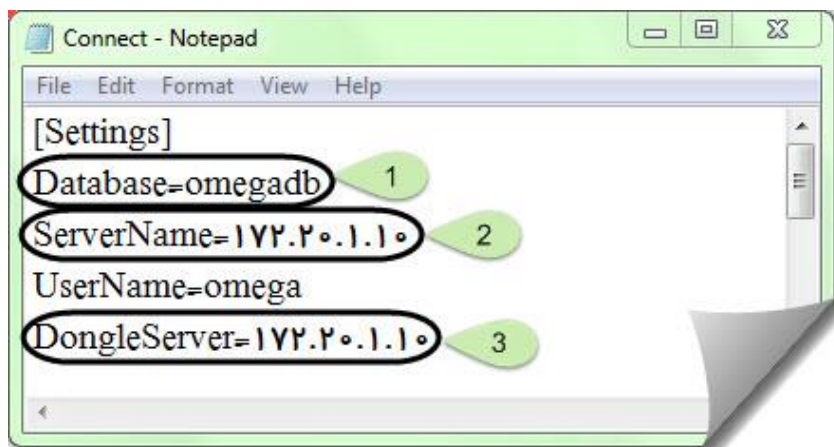 Connect - Notepad
File Edit Format View Help
[Settings]
Database=omegadb
1
ServerName=۱۷۲.۲۰.۱.۱۰
2
UserName=omega
DongleServer=۱۷۲.۲۰.۱.۱۰
3